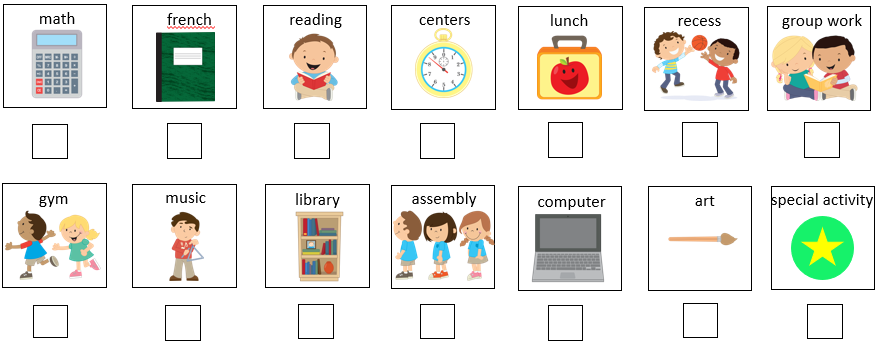 math
french
reading
centers
lunch
recess
group work
gym
music
library
assembly
computer
art
special activity